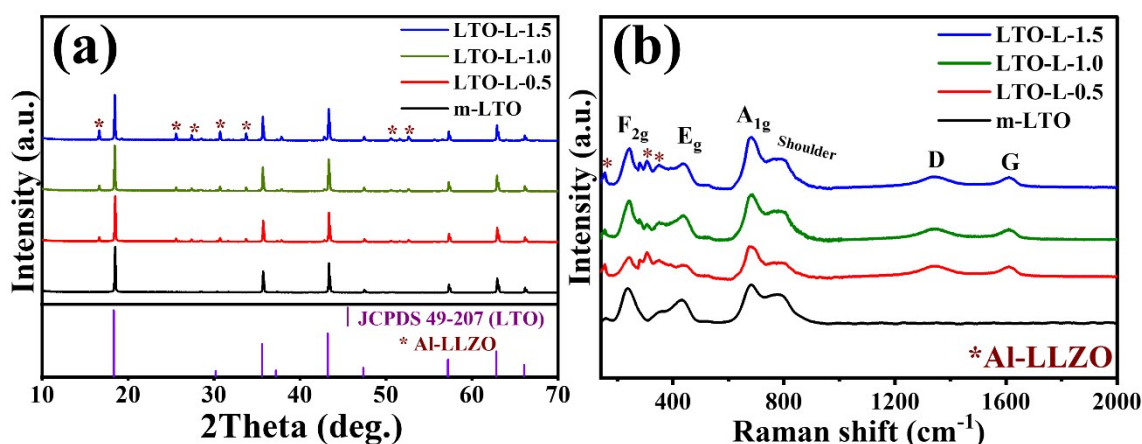 (a)
LTO-L-1.5
LTO-L-1.0
LTO-L-0.5
m-LTO
* * * * * * *
Intensity (a.u.)
JCPDS 49-207 (LTO)
* Al-LLZO
10 20 30 40 50 60 70
2Theta (deg.)
(b)
LTO-L-1.5
LTO-L-1.0
LTO-L-0.5
m-LTO
F2g
Eg
A1g
Shoulder
D
G
* * *
Intensity (a.u.)
*Al-LLZO
400 800 1200 1600 2000
Raman shift (cm-1)